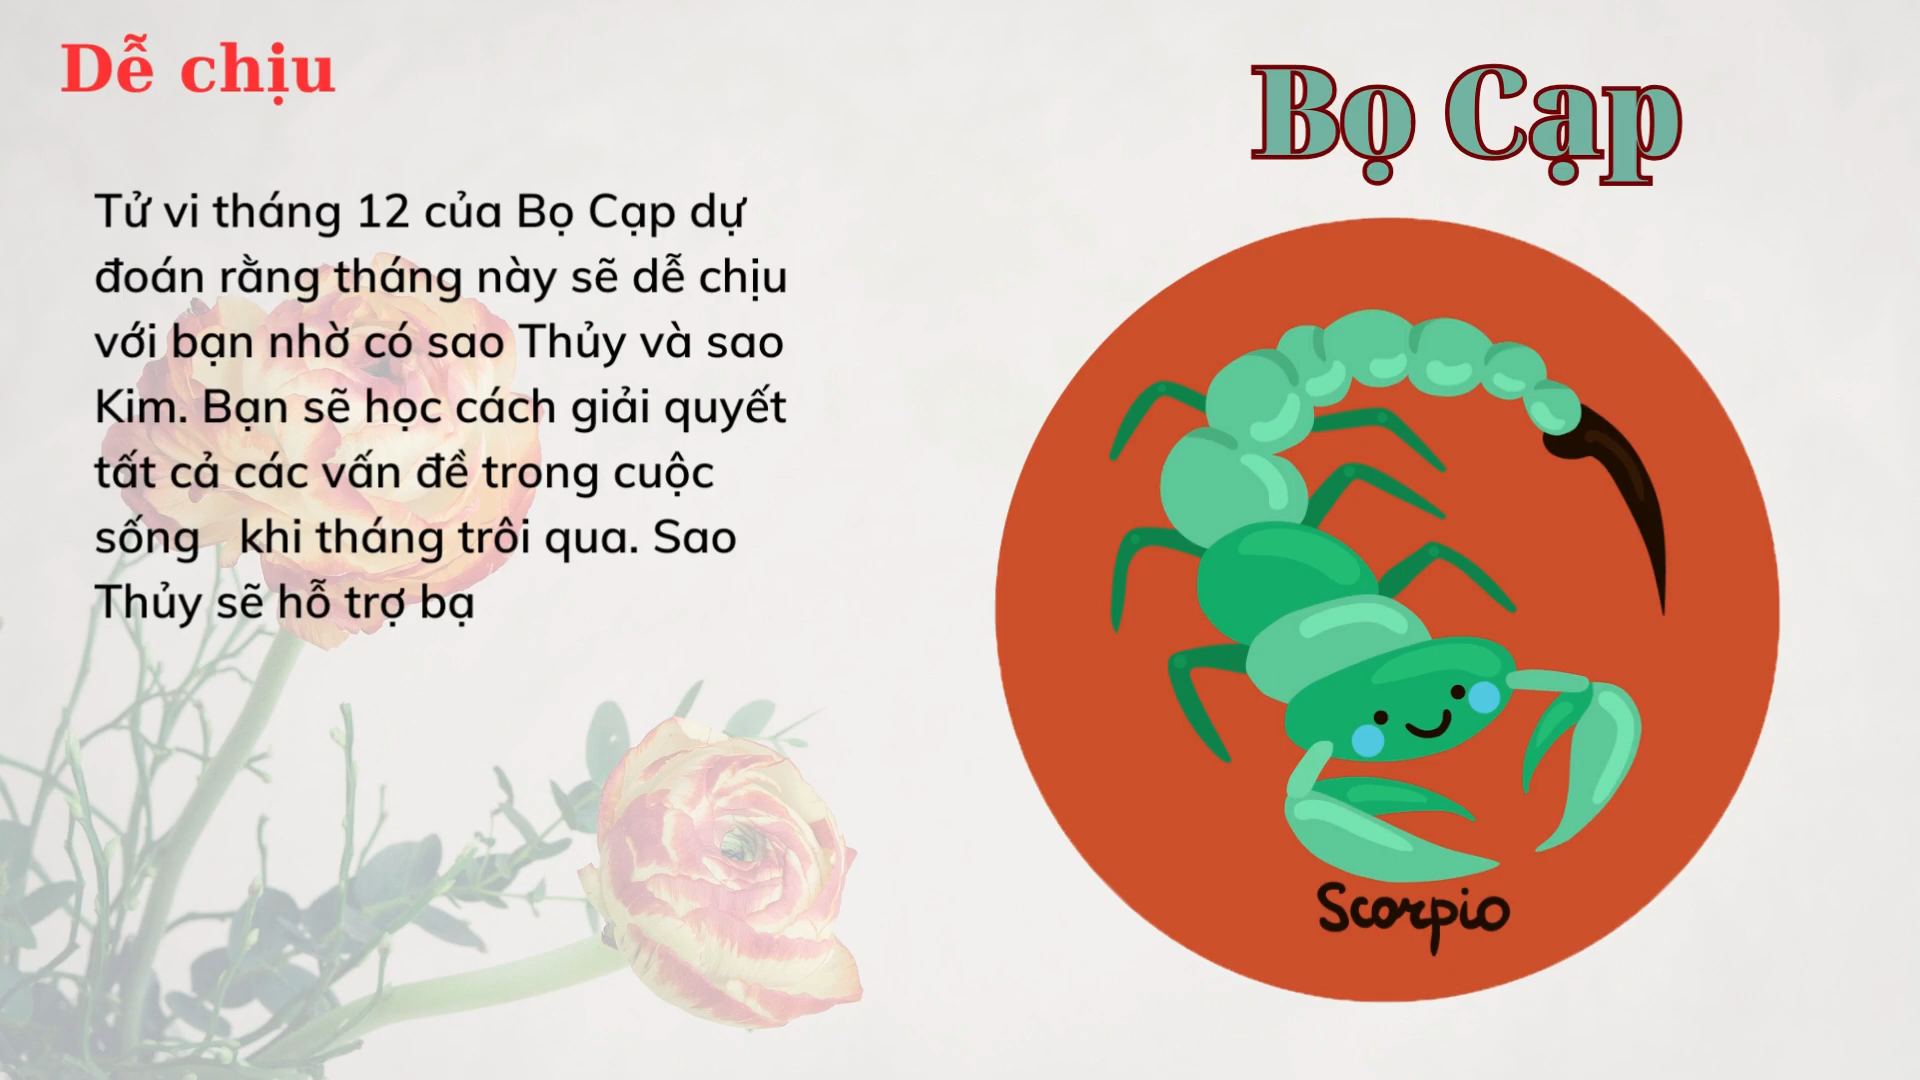 Dễ chịu
Bọ Cạp
Tử vi tháng 12 của Bọ Cạp dự
đoán rằng tháng này sẽ dễ chịu
với bạn nhờ có sao Thủy và sao
Kim. Bạn sẽ học cách giải quyết
tất cả các vấn đề trong cuộc
sống khi tháng trôi qua. Sao
Thủy sẽ hỗ trợ bạ
Scorpio